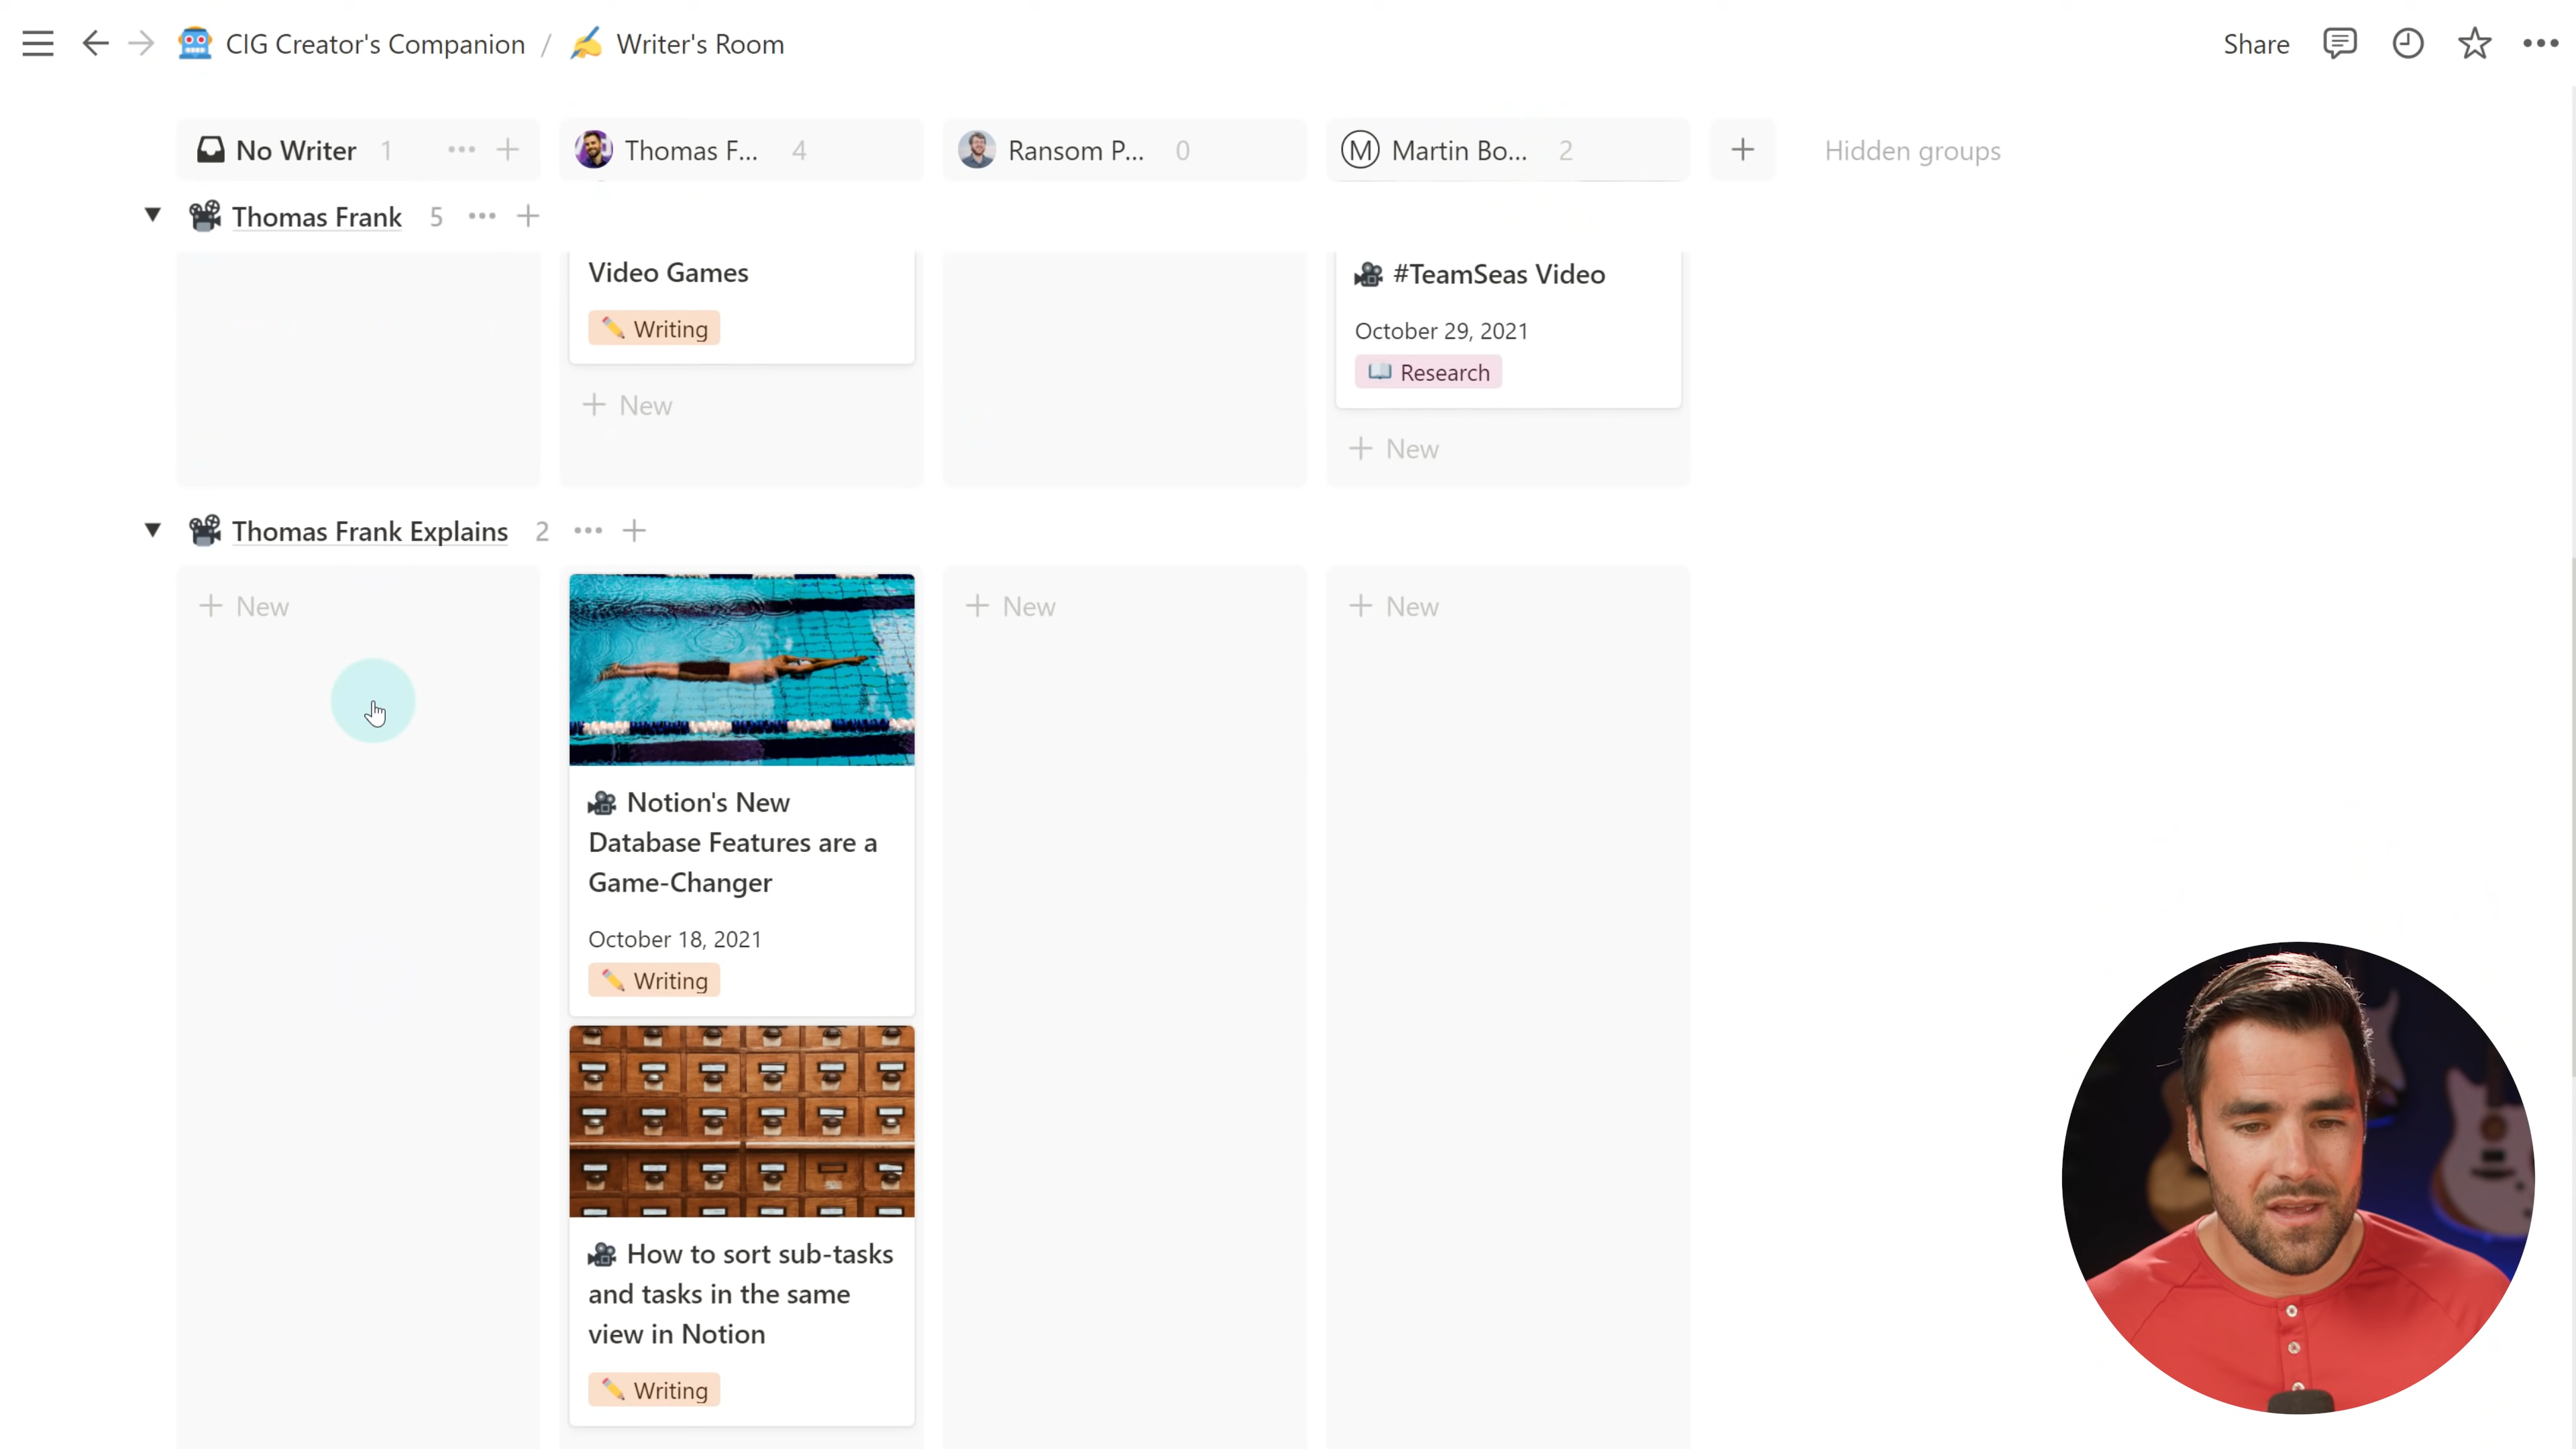 CIG Creator's Companion / Writer's Room
Share
No Writer 1
Thomas F... 4
Ransom P... 0
M Martin Bo... 2
Hidden groups
Thomas Frank 5
Video Games
Writing
New
#TeamSeas Video
October 29, 2021
Research
New
Thomas Frank Explains 2
New
Notion's New
Database Features are a
Game-Changer
October 18, 2021
Writing
How to sort sub-tasks
and tasks in the same
view in Notion
Writing
New
New